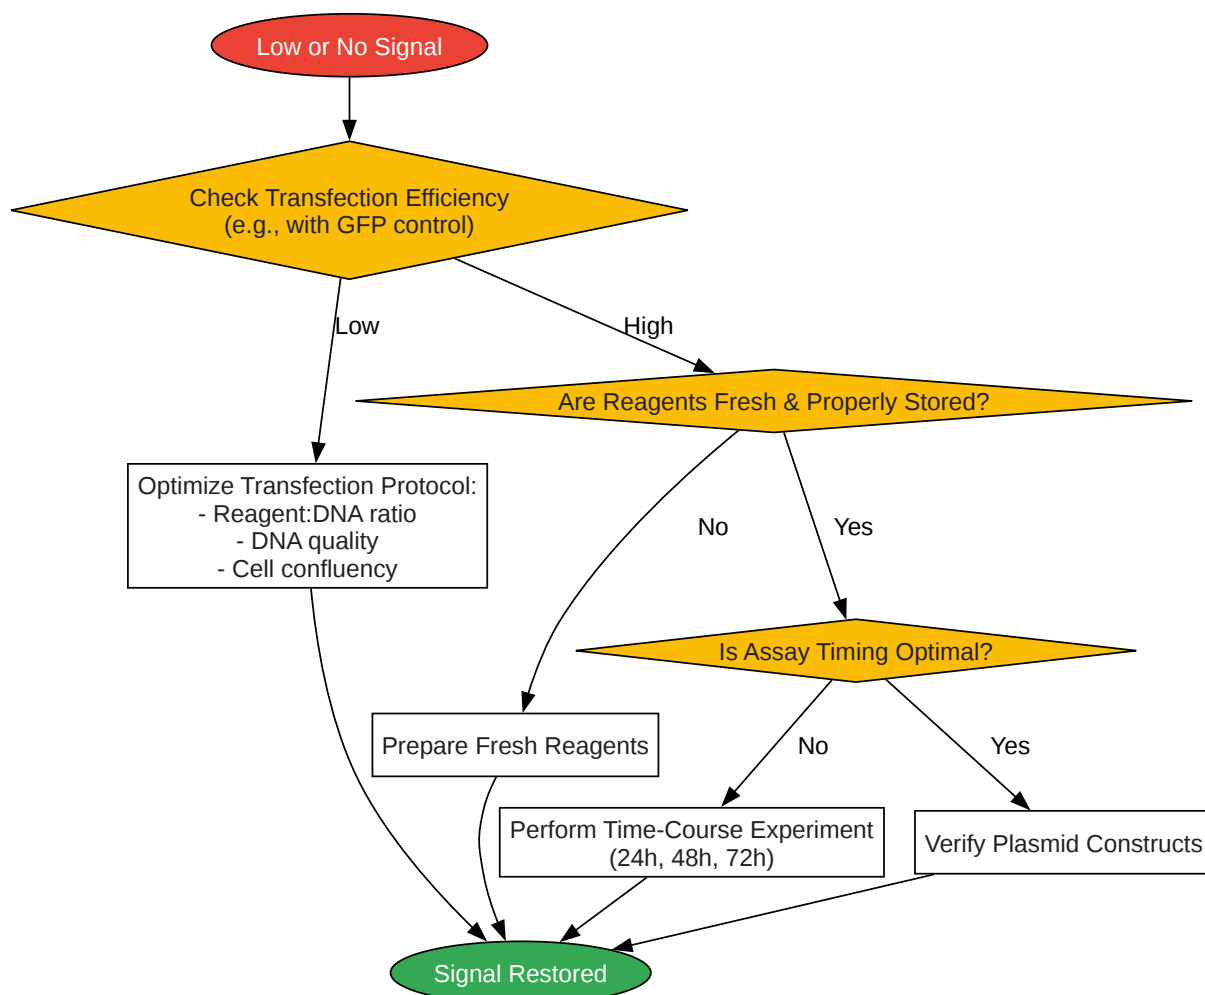 Low or No Signal
Check Transfection Efficiency
(e.g., with GFP control)
Low
High
Are Reagents Fresh & Properly Stored?
Optimize Transfection Protocol:
- Reagent:DNA ratio
- DNA quality
- Cell confluency
No
Yes
Is Assay Timing Optimal?
Prepare Fresh Reagents
No
Yes
Perform Time-Course Experiment
(24h, 48h, 72h)
Verify Plasmid Constructs
Signal Restored